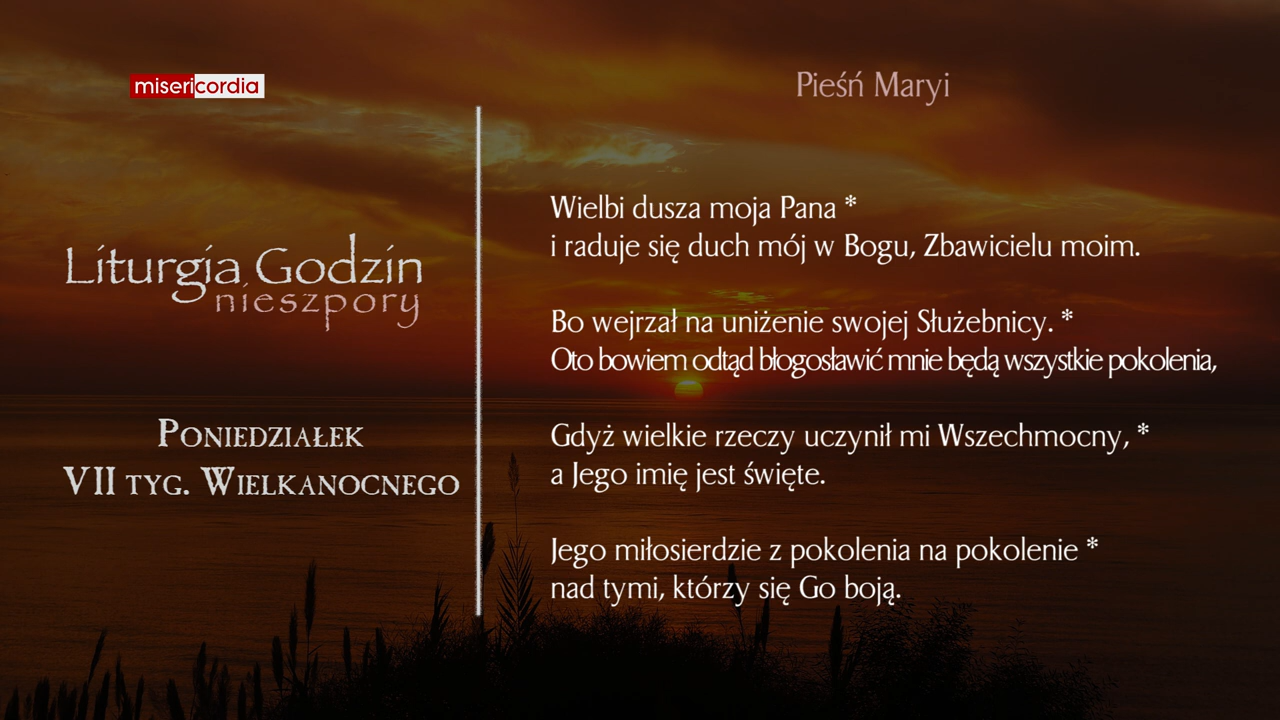 misericordia
Liturgia Godzin
nieszpory
Poniedziałek
VII tyg. Wielkanocnego
Pieśń Maryi
Wielbi dusza moja Pana *
i raduje się duch mój w Bogu, Zbawicielu moim.
Bo wejrzał na uniżenie swojej Służebnicy. *
Oto bowiem odtąd błogosławić mnie będą wszystkie pokolenia,
Gdyż wielkie rzeczy uczynił mi Wszechmocny, *
a Jego imię jest święte.
Jego miłosierdzie z pokolenia na pokolenie *
nad tymi, którzy się Go boją.